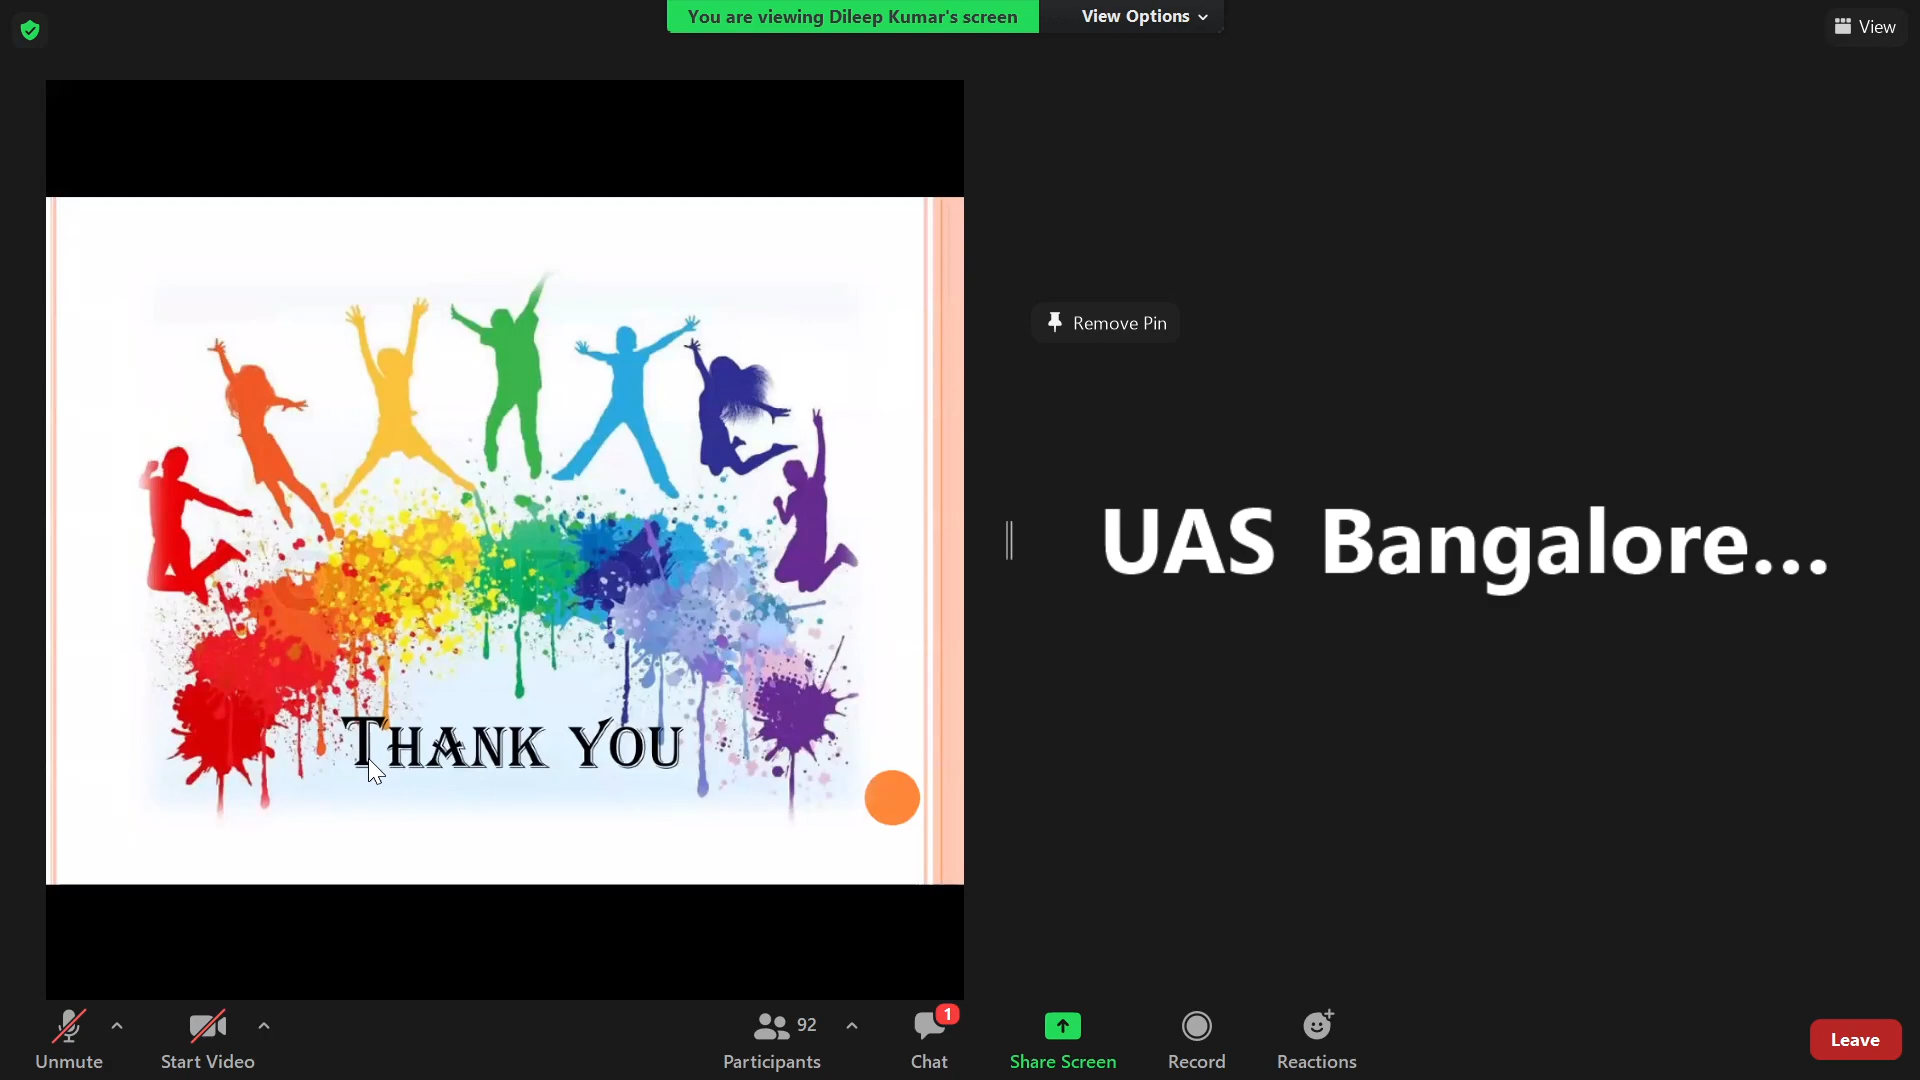 You are viewing Dileep Kumar's screen View Options
View
Remove Pin
UAS Bangalore...
THANK YOU
92
1
Unmute
Start Video
Participants
Chat
Share Screen
Record
Reactions
Leave